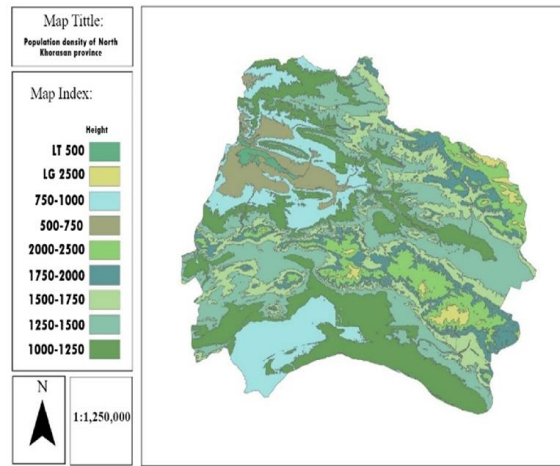 Map Tittle:
Population density of North
Khorasan province
Map Index:
Height
LT 500
LG 2500
750-1000
500-750
2000-2500
1750-2000
1500-1750
1250-1500
1000-1250
N
1:1,250,000